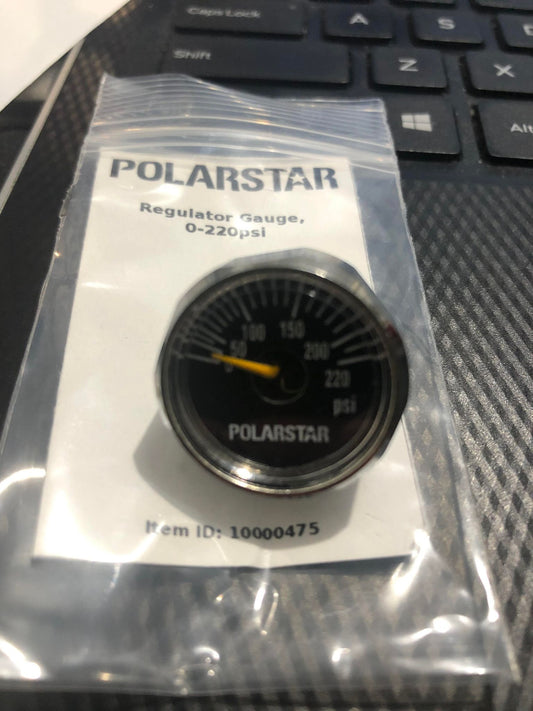 Caps Lock
A
S
D
Shift
Z
X
Alt
POLARSTAR
Regulator Gauge,
0-220psi
100 150
50 200
0 220
psi
POLARSTAR
Item ID: 10000475